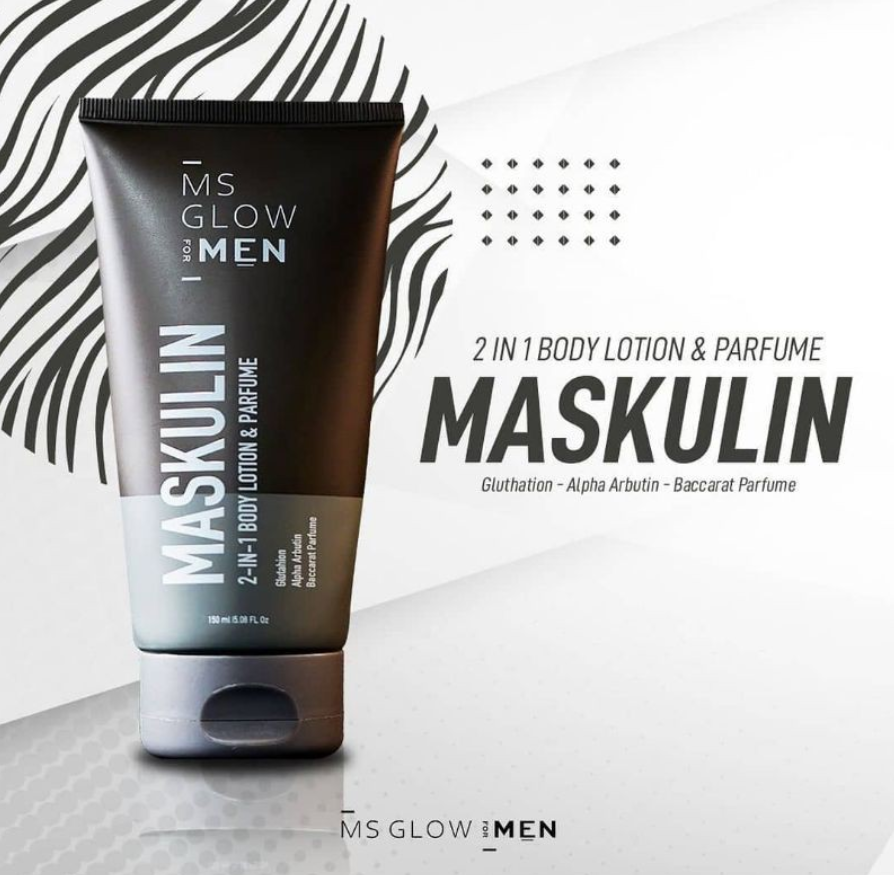 MS
GLOW
FOR MEN
MASKULIN
2-IN-1 BODY LOTION & PARFUME
Glutahion
Alpha Arbutin
Baccarat Parfume
150 ml /5.08 FL Oz
2 IN 1 BODY LOTION & PARFUME
MASKULIN
Gluthation - Alpha Arbutin - Baccarat Parfume
MS GLOW FOR MEN